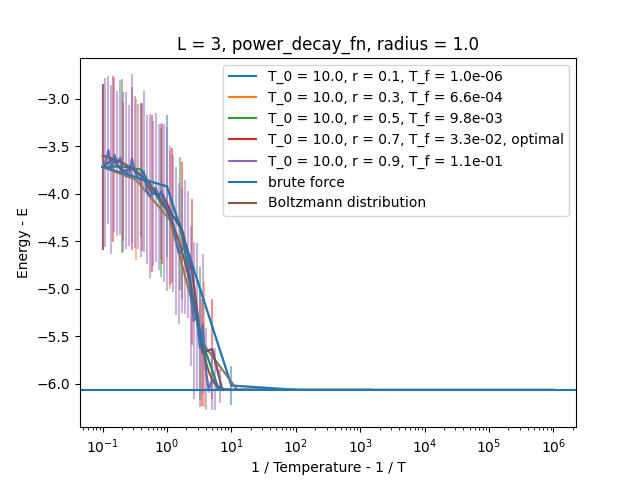 L = 3, power_decay_fn, radius = 1.0
T_0 = 10.0, r = 0.1, T_f = 1.0e-06
T_0 = 10.0, r = 0.3, T_f = 6.6e-04
T_0 = 10.0, r = 0.5, T_f = 9.8e-03
T_0 = 10.0, r = 0.7, T_f = 3.3e-02, optimal
T_0 = 10.0, r = 0.9, T_f = 1.1e-01
brute force
Boltzmann distribution
Energy - E
−3.0
−3.5
−4.0
−4.5
−5.0
−5.5
−6.0
10⁻¹ 10⁰ 10¹ 10² 10³ 10⁴ 10⁵ 10⁶
1 / Temperature - 1 / T